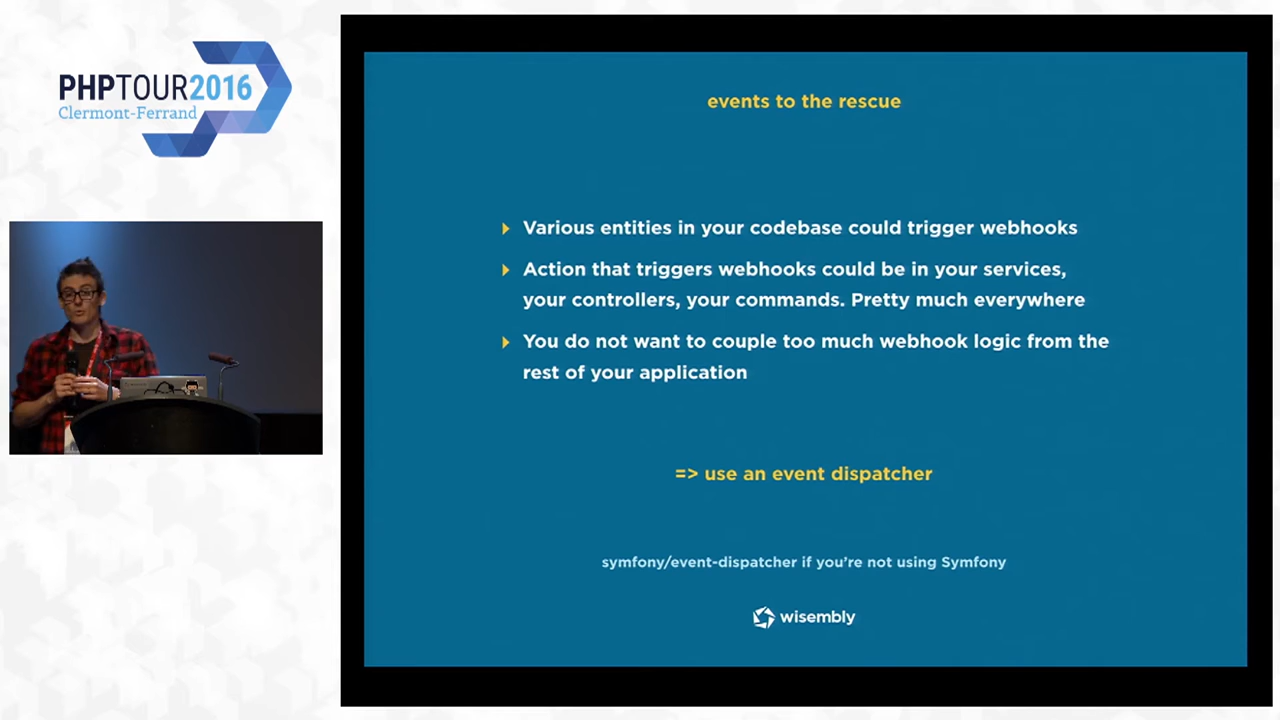 PHPTOUR2016
Clermont-Ferrand
events to the rescue
Various entities in your codebase could trigger webhooks
Action that triggers webhooks could be in your services,
your controllers, your commands. Pretty much everywhere
You do not want to couple too much webhook logic from the
rest of your application
=> use an event dispatcher
symfony/event-dispatcher if you're not using Symfony
wisembly